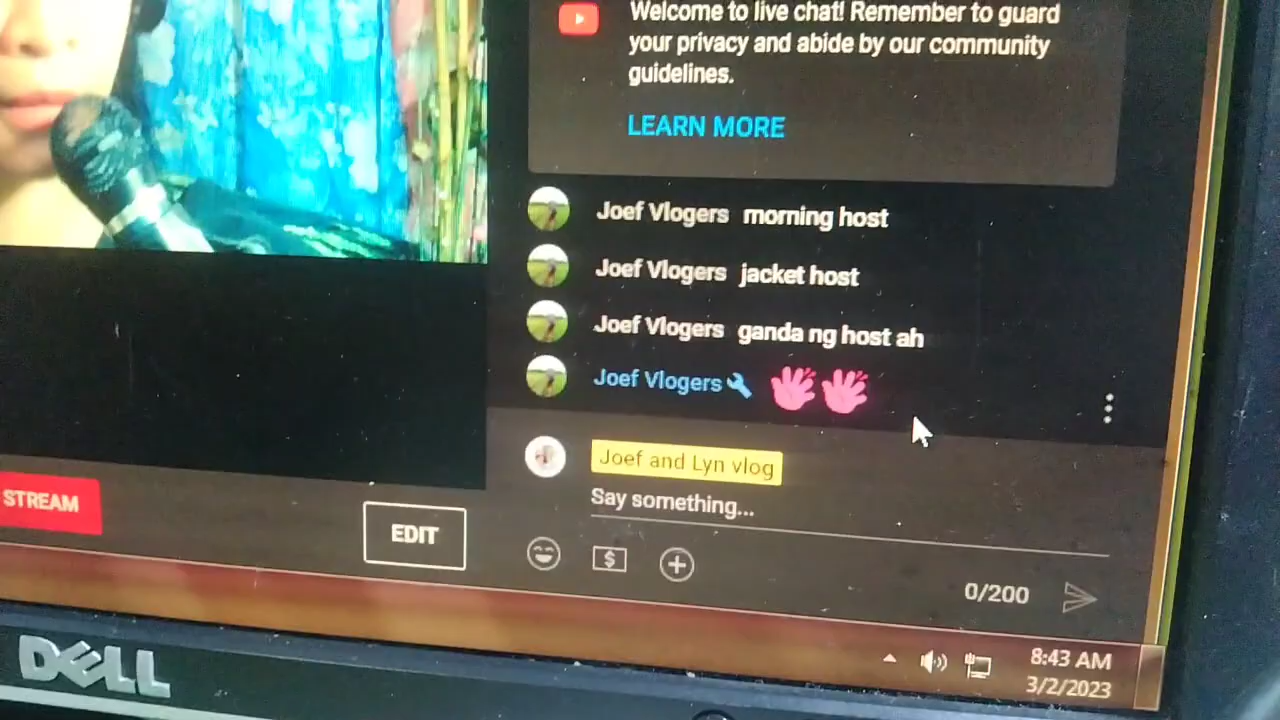 Welcome to live chat! Remember to guard
your privacy and abide by our community
guidelines.
LEARN MORE
Joef Vlogers morning host
Joef Vlogers jacket host
Joef Vlogers ganda ng host ah
Joef Vlogers
Joef and Lyn vlog
Say something...
STREAM
EDIT
0/200
8:43 AM
3/2/2023
DELL